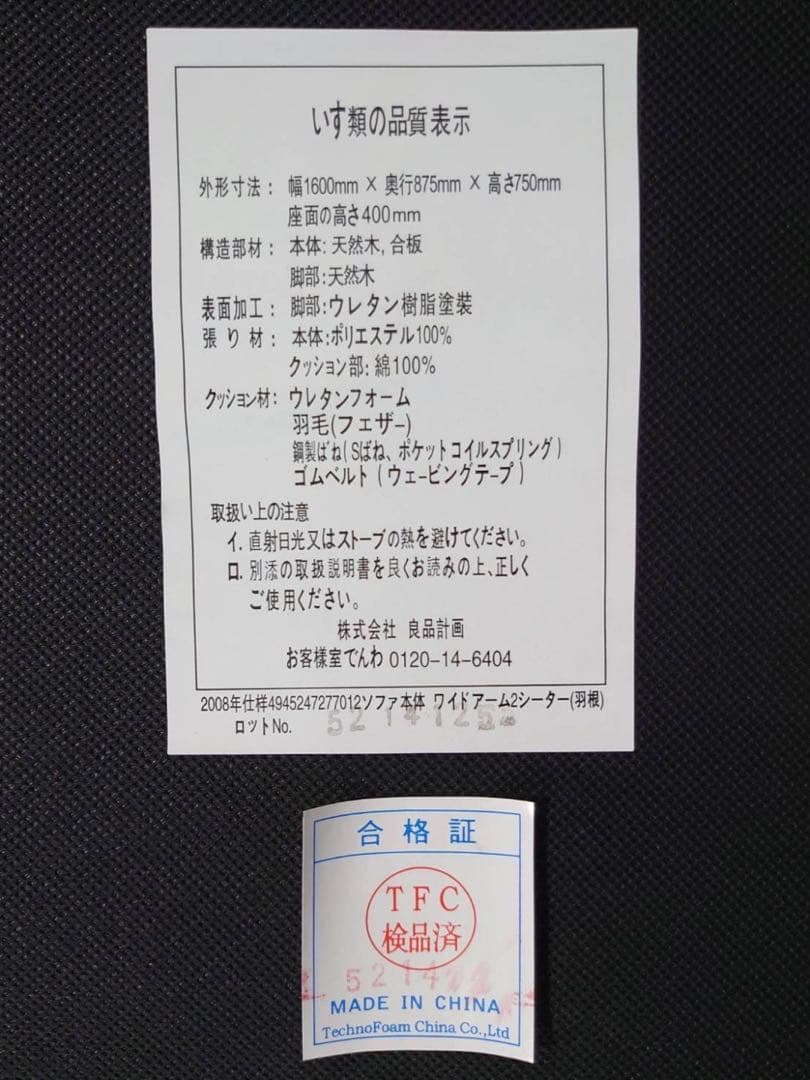 いす類の品質表示
外形寸法: 幅1600mm × 奥行875mm × 高さ750mm
座面の高さ400mm
構造部材: 本体: 天然木, 合板
脚部:天然木
表面加工: 脚部:ウレタン樹脂塗装
張り材: 本体:ポリエステル100%
クッション部: 綿100%
クッション材: ウレタンフォーム
羽毛(フェザー)
鋼製ばね(Sばね、ポケットコイルスプリング)
ゴムベルト(ウェービングテープ)
取扱い上の注意
イ. 直射日光又はストーブの熱を避けてください。
ロ. 別添の取扱説明書を良くお読みの上、正しく
ご使用ください。
株式会社 良品計画
お客様室でんわ 0120-14-6404
2008年仕様4945247277012ソファ本体 ワイドアーム2シーター(羽根)
ロットNo. 5214125
合格証
TFC
検品済
5214
MADE IN CHINA
TechnoFoam China Co.,Ltd